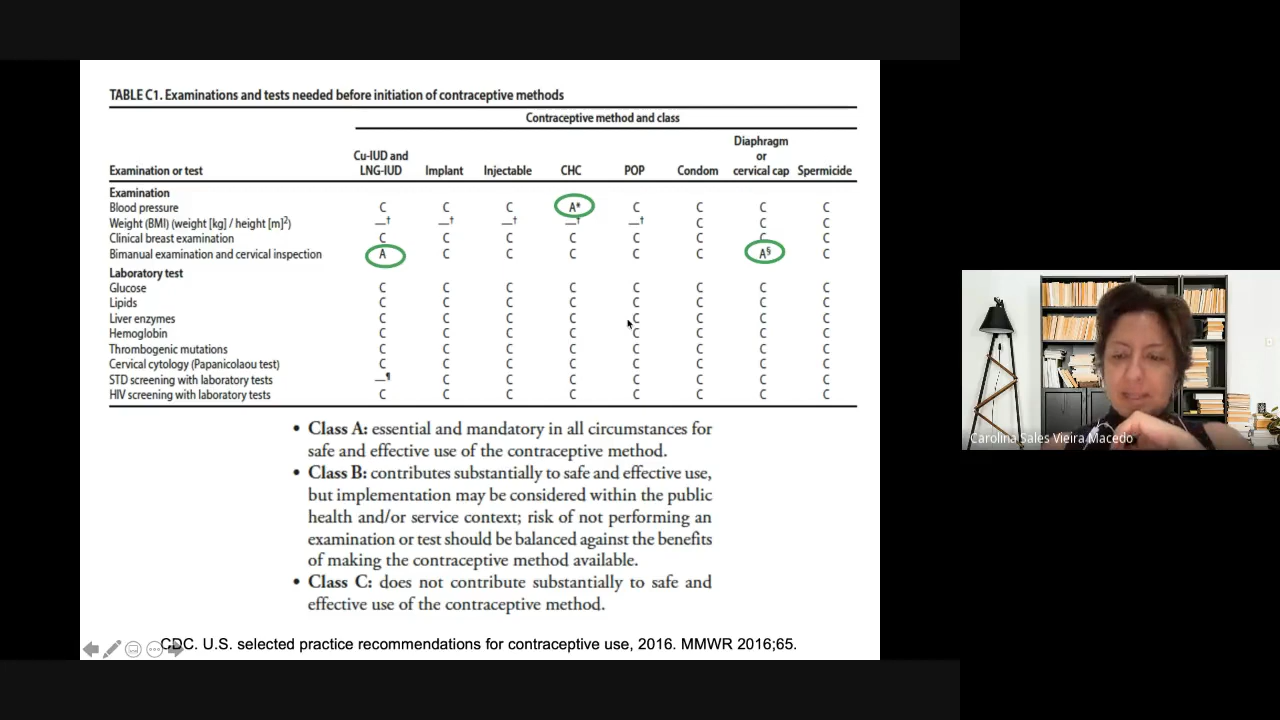 TABLE C1. Examinations and tests needed before initiation of contraceptive methods
Contraceptive method and class
Examination or test Cu-IUD and LNG-IUD Implant Injectable CHC POP Condom Diaphragm or cervical cap Spermicide
Examination
Blood pressure C C C A* C C C C
Weight (BMI) (weight [kg] / height [m]²) —† —† —† —† —† C C C
Clinical breast examination C C C C C C C C
Bimanual examination and cervical inspection A C C C C C A§ C
Laboratory test
Glucose C C C C C C C C
Lipids C C C C C C C C
Liver enzymes C C C C C C C C
Hemoglobin C C C C C C C C
Thrombogenic mutations C C C C C C C C
Cervical cytology (Papanicolaou test) C C C C C C C C
STD screening with laboratory tests —¶ C C C C C C C
HIV screening with laboratory tests C C C C C C C C
• Class A: essential and mandatory in all circumstances for
safe and effective use of the contraceptive method.
• Class B: contributes substantially to safe and effective use,
but implementation may be considered within the public
health and/or service context; risk of not performing an
examination or test should be balanced against the benefits
of making the contraceptive method available.
• Class C: does not contribute substantially to safe and
effective use of the contraceptive method.
CDC. U.S. selected practice recommendations for contraceptive use, 2016. MMWR 2016;65.
Carolina Sales Vieira Macedo